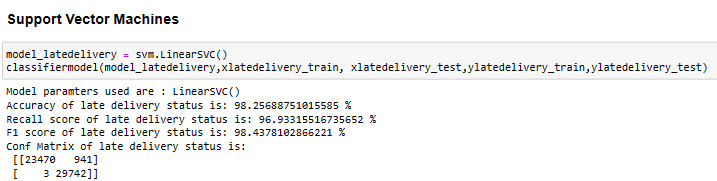 Support Vector Machines
model_latedelivery = svm.LinearSVC()
classifiermodel(model_latedelivery,xlatedelivery_train, xlatedelivery_test,ylatedelivery_train,ylatedelivery_test)
Model paramters used are : LinearSVC()
Accuracy of late delivery status is: 98.25688751015585 %
Recall score of late delivery status is: 96.93315516735652 %
F1 score of late delivery status is: 98.4378102866221 %
Conf Matrix of late delivery status is:
[[23470   941]
[    3 29742]]